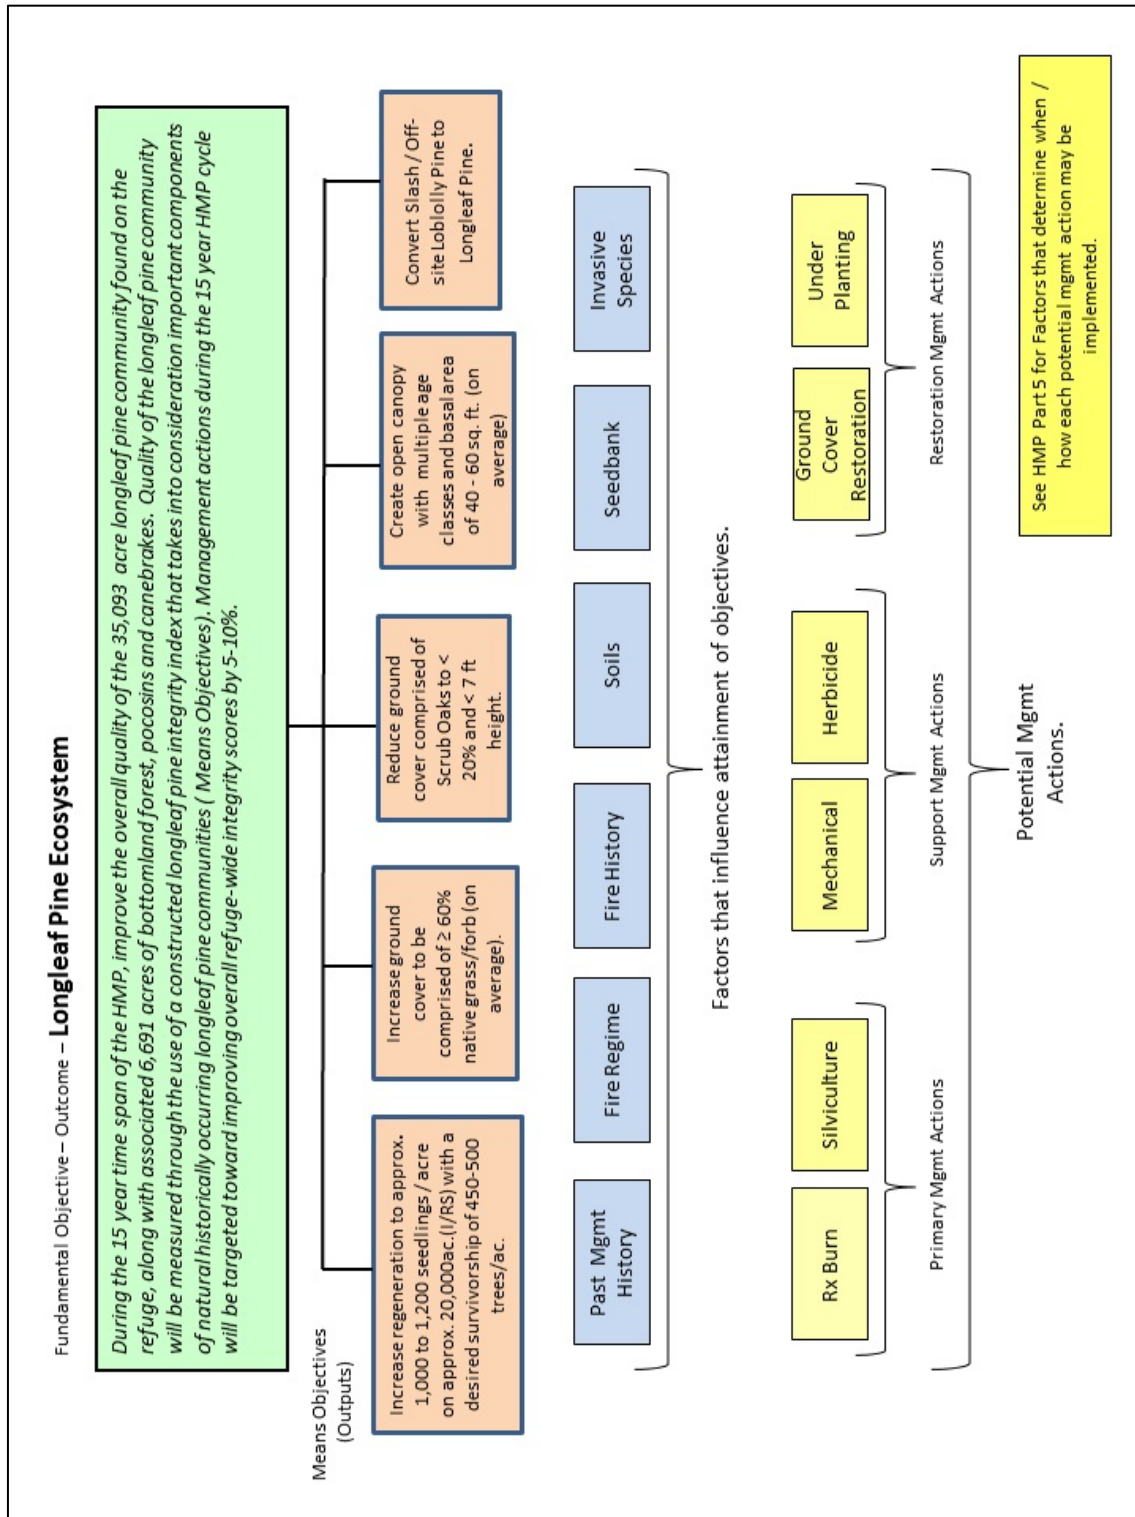 Fundamental Objective – Outcome – Longleaf Pine Ecosystem
During the 15 year time span of the HMP, improve the overall quality of the 35,093 acre longleaf pine community found on the
refuge, along with associated 6,691 acres of bottomland forest, pocosins and canebrakes. Quality of the longleaf pine community
will be measured through the use of a constructed longleaf pine integrity index that takes into consideration important components
of natural historically occurring longleaf pine communities ( Means Objectives). Management actions during the 15 year HMP cycle
will be targeted toward improving overall refuge-wide integrity scores by 5-10%.
Means Objectives
(Outputs)
Increase regeneration to approx.
1,000 to 1,200 seedlings / acre
on approx. 20,000ac.(I/RS) with a
desired survivorship of 450-500
trees/ac.
Increase ground
cover to be
comprised of ≥ 60%
native grass/forb (on
average).
Reduce ground
cover comprised of
Scrub Oaks to <
20% and < 7 ft
height.
Create open canopy
with multiple age
classes and basal area
of 40 - 60 sq. ft. (on
average)
Convert Slash / Off-
site Loblolly Pine to
Longleaf Pine.
Past Mgmt
History
Fire Regime
Fire History
Soils
Seedbank
Invasive
Species
Factors that influence attainment of objectives.
Rx Burn
Silviculture
Mechanical
Herbicide
Ground
Cover
Restoration
Under
Planting
Primary Mgmt Actions
Support Mgmt Actions
Restoration Mgmt Actions
Potential Mgmt
Actions.
See HMP Part 5 for Factors that determine when /
how each potential mgmt action may be
implemented.